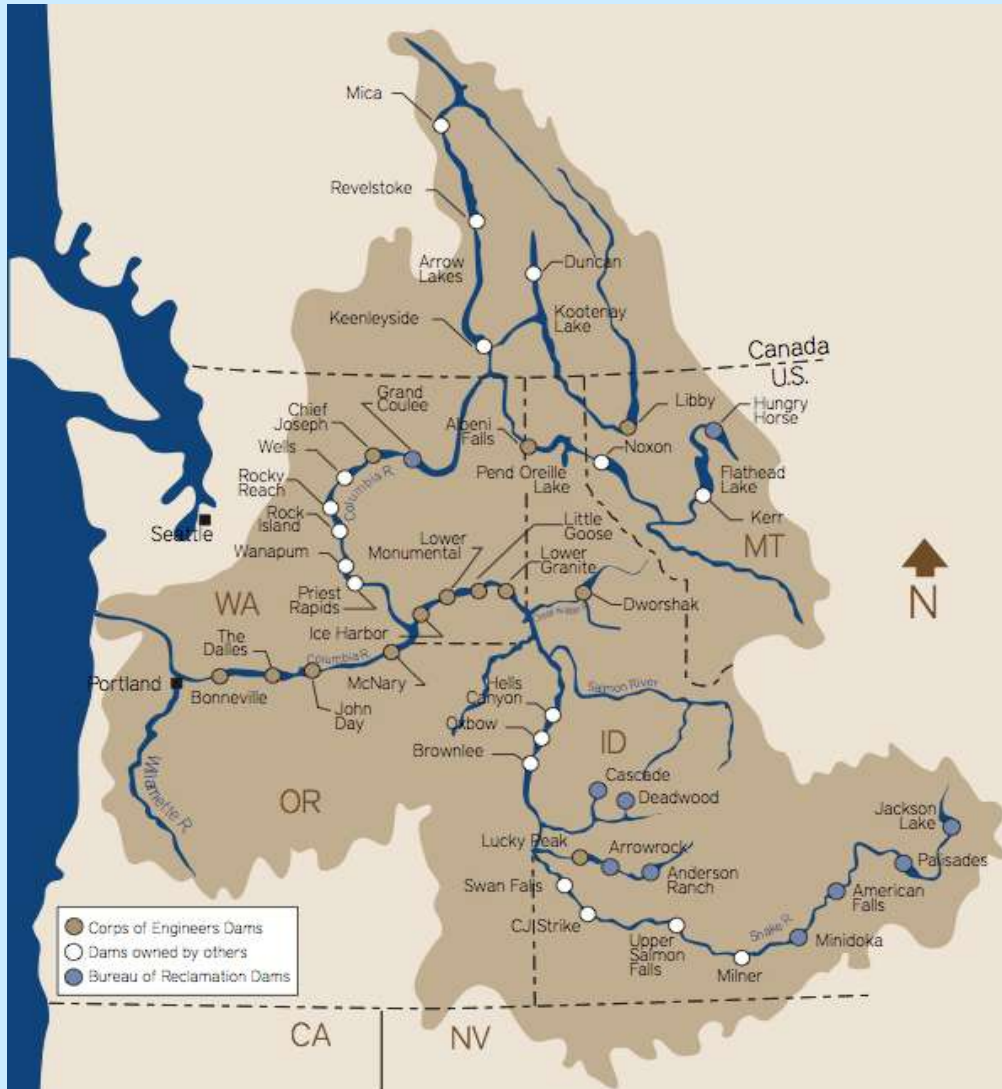 Mica
Revelstoke
Arrow
Lakes
Duncan
Kootenay
Lake
Keenleyside
Canada
U.S.
Grand
Coulee
Chief
Joseph
Wells
Rocky
Reach
Rock
Island
Wanapum
Priest
Rapids
Columbia R.
Seattle
Albeni
Falls
Pend Oreille
Lake
Libby
Noxon
Hungry
Horse
Flathead
Lake
Kerr
MT
N
WA
Lower
Monumental
Little
Goose
Lower
Granite
Ice Harbor
Dworshak
Clearwater R.
The
Dalles
Columbia R.
Portland
Bonneville
John
Day
McNary
Willamette R.
OR
Hells
Canyon
Oxbow
Brownlee
Salmon River
ID
Cascade
Deadwood
Lucky Peak
Arrowrock
Anderson
Ranch
Swan Falls
CJ Strike
Upper
Salmon
Falls
Milner
Snake R.
Minidoka
American
Falls
Palisades
Jackson
Lake
Corps of Engineers Dams
Dams owned by others
Bureau of Reclamation Dams
CA
NV